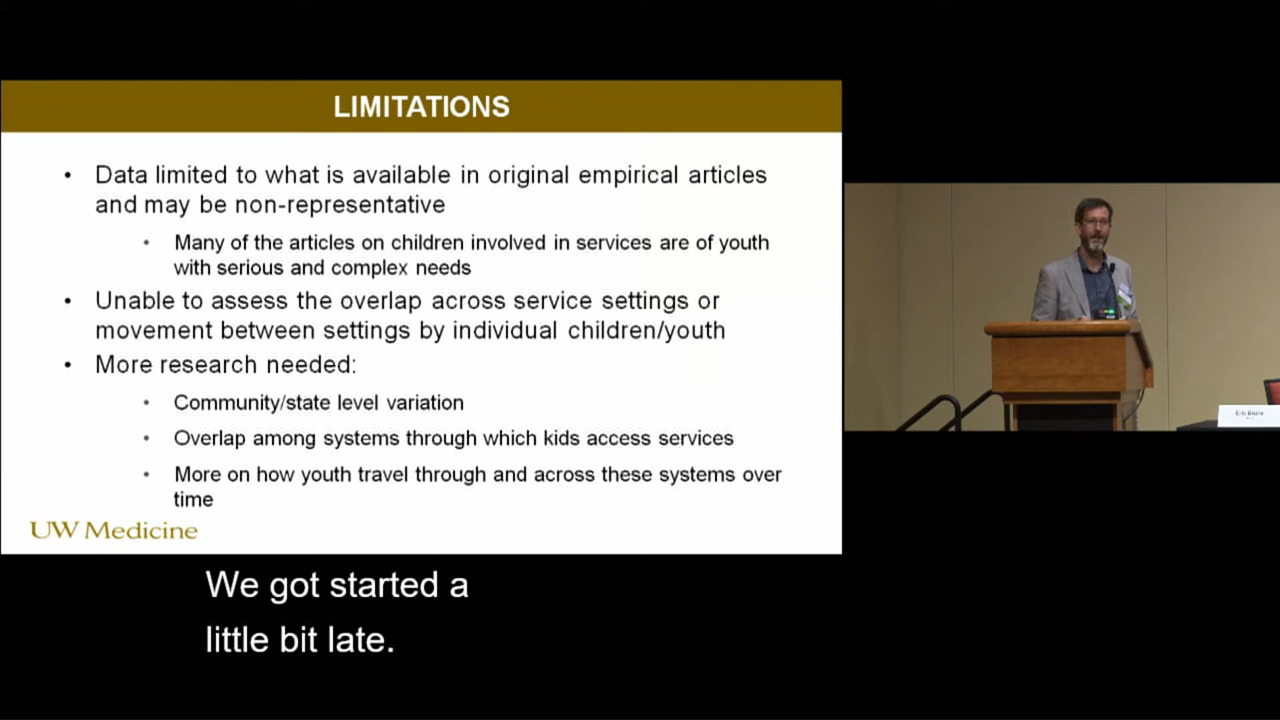 LIMITATIONS
• Data limited to what is available in original empirical articles
and may be non-representative
• Many of the articles on children involved in services are of youth
with serious and complex needs
• Unable to assess the overlap across service settings or
movement between settings by individual children/youth
• More research needed:
• Community/state level variation
• Overlap among systems through which kids access services
• More on how youth travel through and across these systems over
time
UW Medicine
We got started a
little bit late.